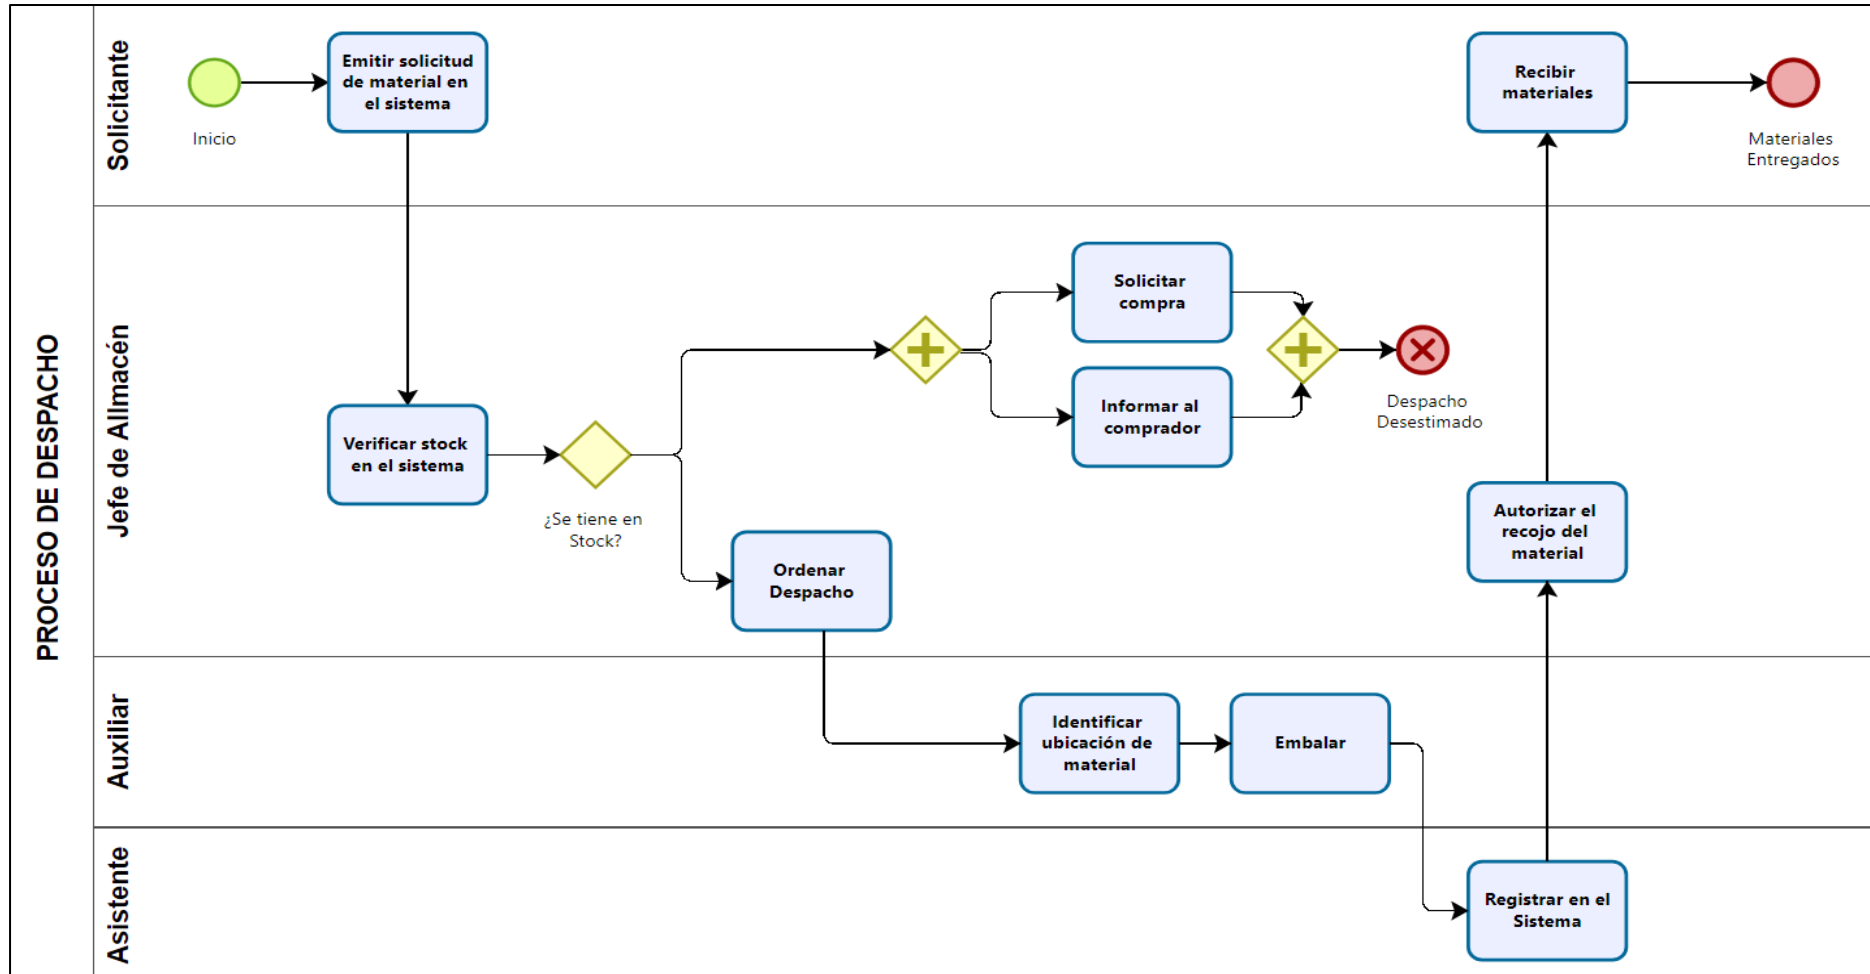 PROCESO DE DESPACHO
Solicitante
Inicio
Emitir solicitud
de material en
el sistema
Recibir
materiales
Materiales
Entregados
Jefe de Allmacén
Verificar stock
en el sistema
¿Se tiene en
Stock?
Solicitar
compra
Informar al
comprador
Despacho
Desestimado
Ordenar
Despacho
Autorizar el
recojo del
material
Auxiliar
Identificar
ubicación de
material
Embalar
Asistente
Registrar en el
Sistema